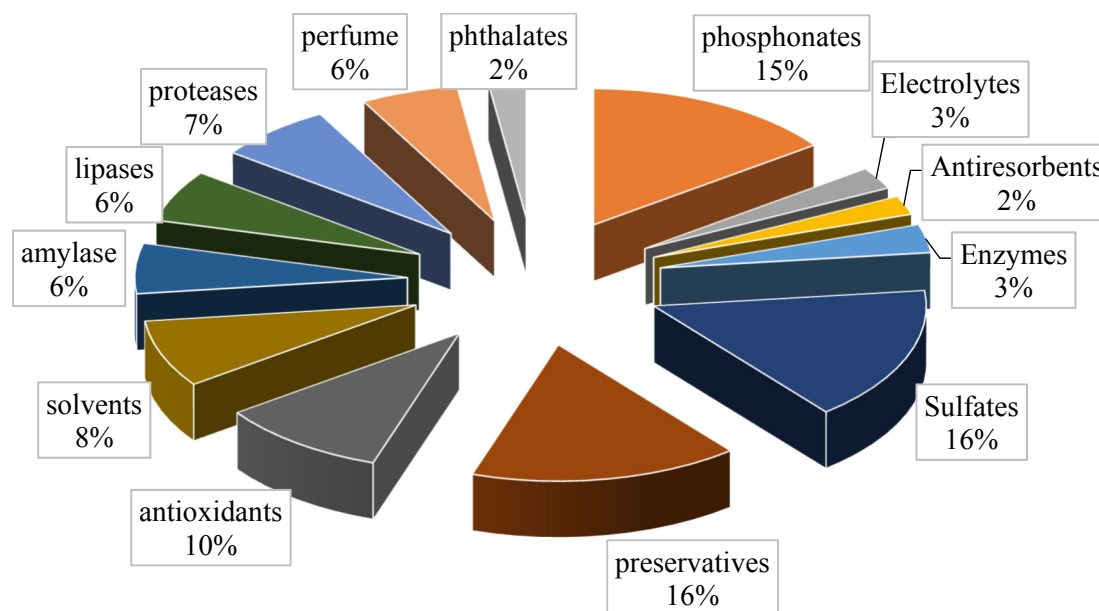 perfume
6%
phthalates
2%
phosphonates
15%
Electrolytes
3%
Antiresorbents
2%
Enzymes
3%
Sulfates
16%
preservatives
16%
antioxidants
10%
solvents
8%
amylase
6%
lipases
6%
proteases
7%